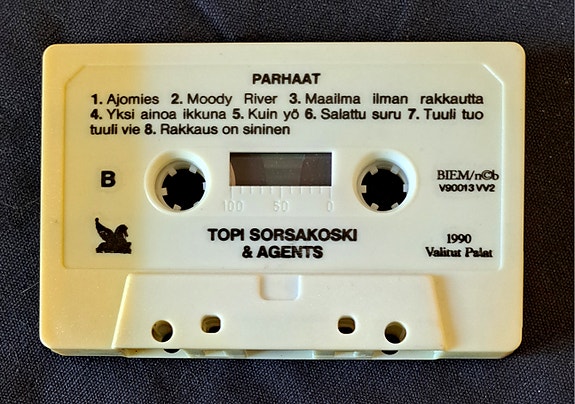 PARHAAT
1. Ajomies 2. Moody River 3. Maailma ilman rakkautta
4. Yksi ainoa ikkuna 5. Kuin yö 6. Salattu suru 7. Tuuli tuo
tuuli vie 8. Rakkaus on sininen
B
BIEM/n©b
V90013 VV2
100 50 0
TOPI SORSAKOSKI
& AGENTS
1990
Valitut Palat